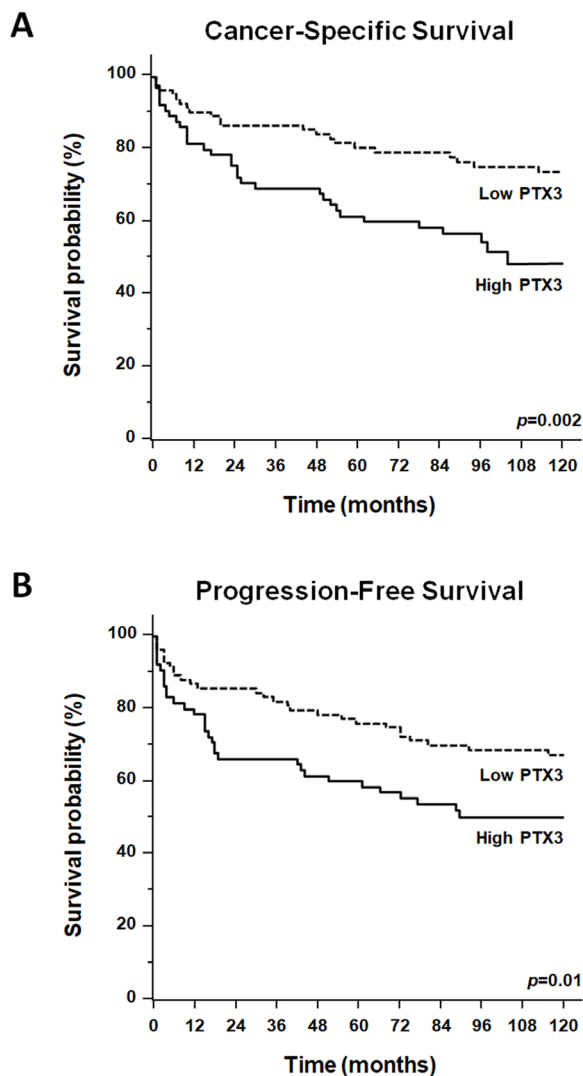 A
Cancer-Specific Survival
Survival probability (%)
100
80
60
40
20
0
Low PTX3
High PTX3
p=0.002
0 12 24 36 48 60 72 84 96 108 120
Time (months)
B
Progression-Free Survival
Survival probability (%)
100
80
60
40
20
0
Low PTX3
High PTX3
p=0.01
0 12 24 36 48 60 72 84 96 108 120
Time (months)